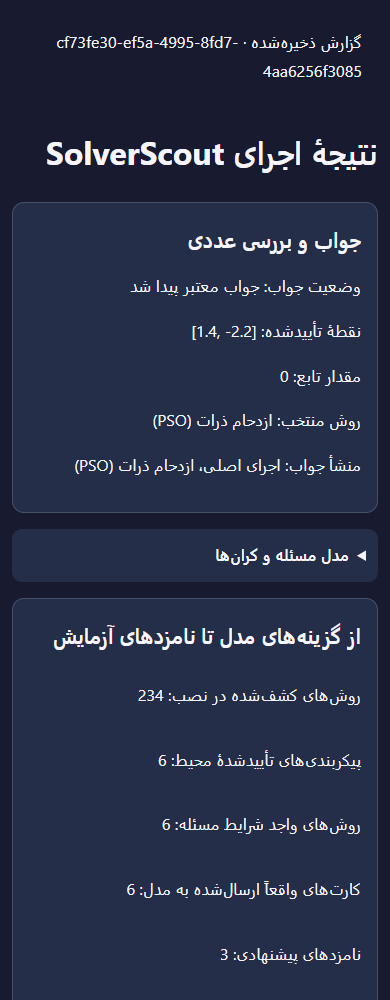 گزارش ذخیره‌شده · cf73fe30-ef5a-4995-8fd7-
4aa6256f3085
نتیجهٔ اجرای SolverScout
جواب و بررسی عددی
وضعیت جواب: جواب معتبر پیدا شد
نقطهٔ تأییدشده: [1.4, -2.2]
مقدار تابع: 0
روش منتخب: ازدحام ذرات (PSO)
منشأ جواب: اجرای اصلی، ازدحام ذرات (PSO)
◀ مدل مسئله و کران‌ها
از گزینه‌های مدل تا نامزدهای آزمایش
روش‌های کشف‌شده در نصب: 234
پیکربندی‌های تأییدشدهٔ محیط: 6
روش‌های واجد شرایط مسئله: 6
کارت‌های واقعاً ارسال‌شده به مدل: 6
نامزدهای پیشنهادی: 3